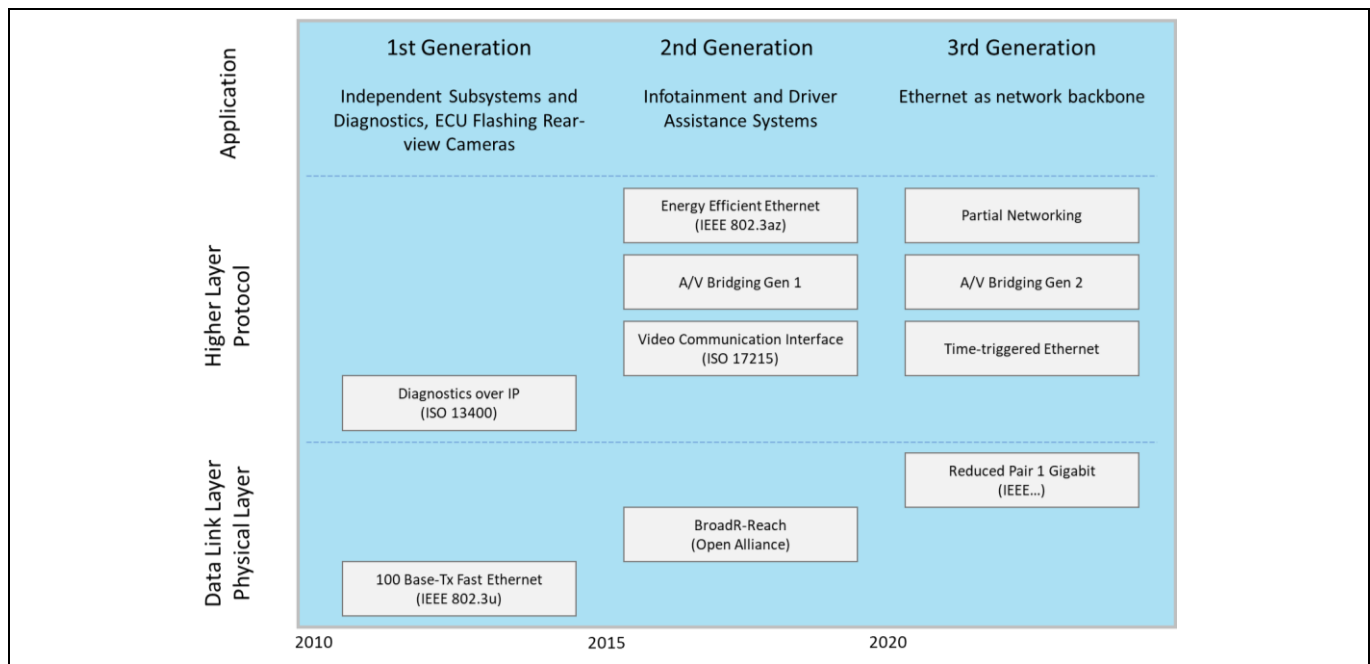 Application
1st Generation
Independent Subsystems and
Diagnostics, ECU Flashing Rear-
view Cameras
2nd Generation
Infotainment and Driver
Assistance Systems
3rd Generation
Ethernet as network backbone
Higher Layer
Protocol
Diagnostics over IP
(ISO 13400)
Energy Efficient Ethernet
(IEEE 802.3az)
A/V Bridging Gen 1
Video Communication Interface
(ISO 17215)
Partial Networking
A/V Bridging Gen 2
Time-triggered Ethernet
Data Link Layer
Physical Layer
100 Base-Tx Fast Ethernet
(IEEE 802.3u)
BroadR-Reach
(Open Alliance)
Reduced Pair 1 Gigabit
(IEEE...)
2010
2015
2020